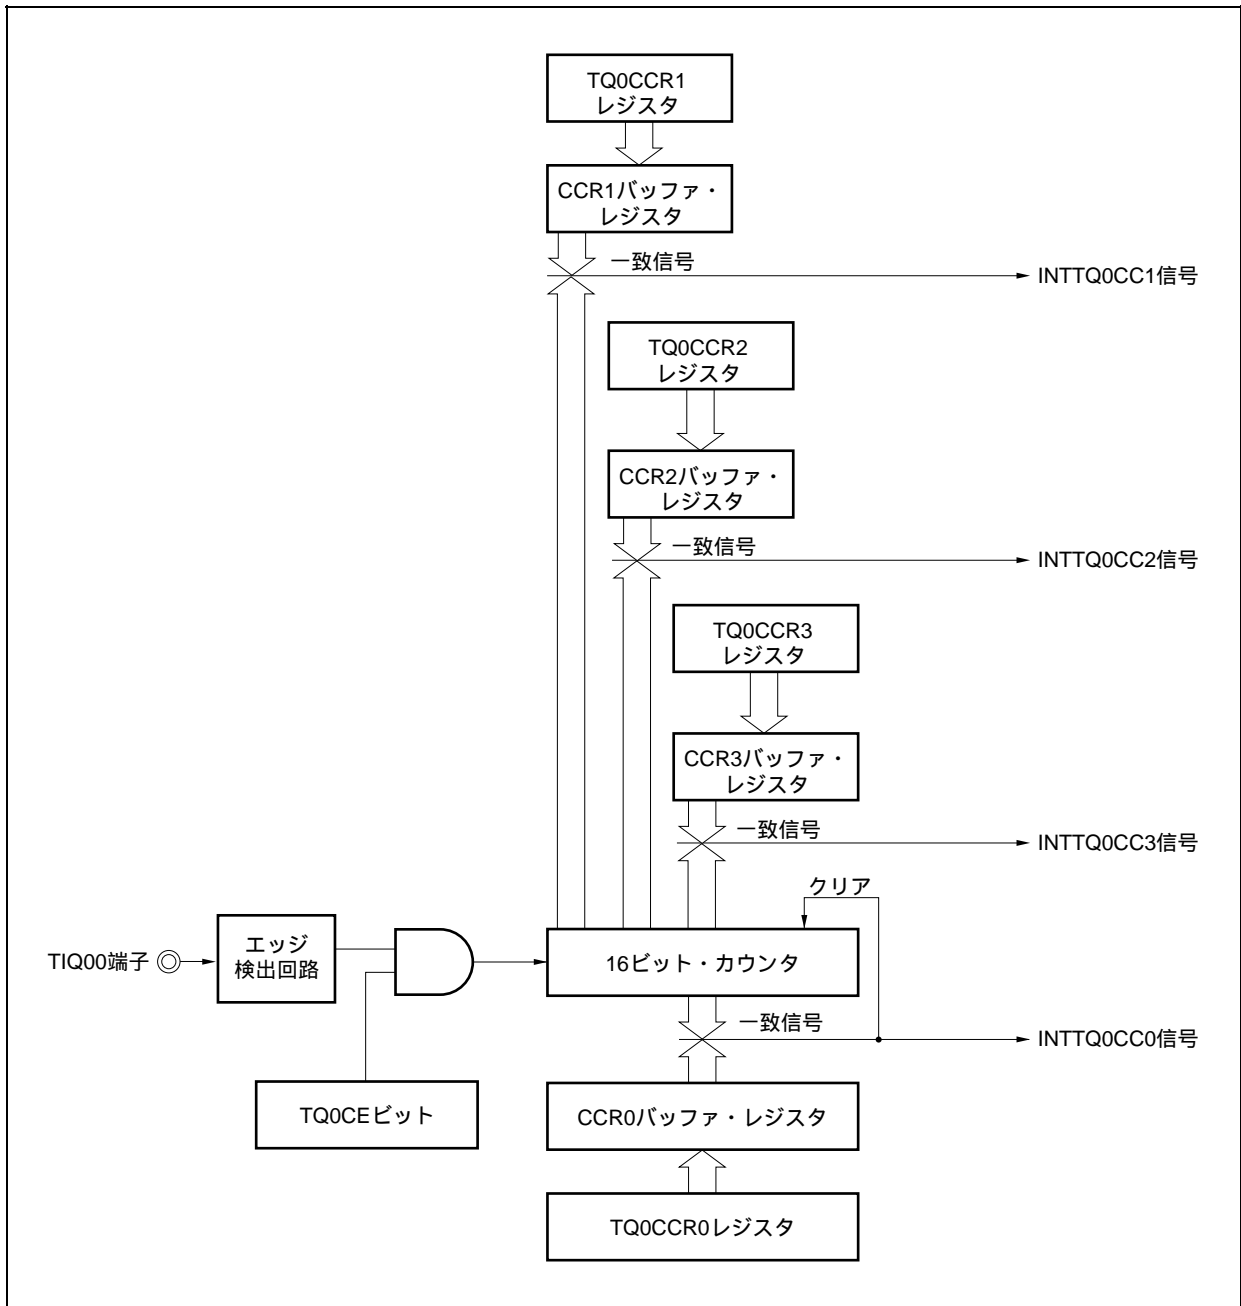 TQ0CCR1
レジスタ
CCR1バッファ・
レジスタ
一致信号
INTTQ0CC1信号
TQ0CCR2
レジスタ
CCR2バッファ・
レジスタ
一致信号
INTTQ0CC2信号
TQ0CCR3
レジスタ
CCR3バッファ・
レジスタ
一致信号
INTTQ0CC3信号
クリア
TIQ00端子
エッジ
検出回路
16ビット・カウンタ
一致信号
INTTQ0CC0信号
TQ0CEビット
CCR0バッファ・レジスタ
TQ0CCR0レジスタ